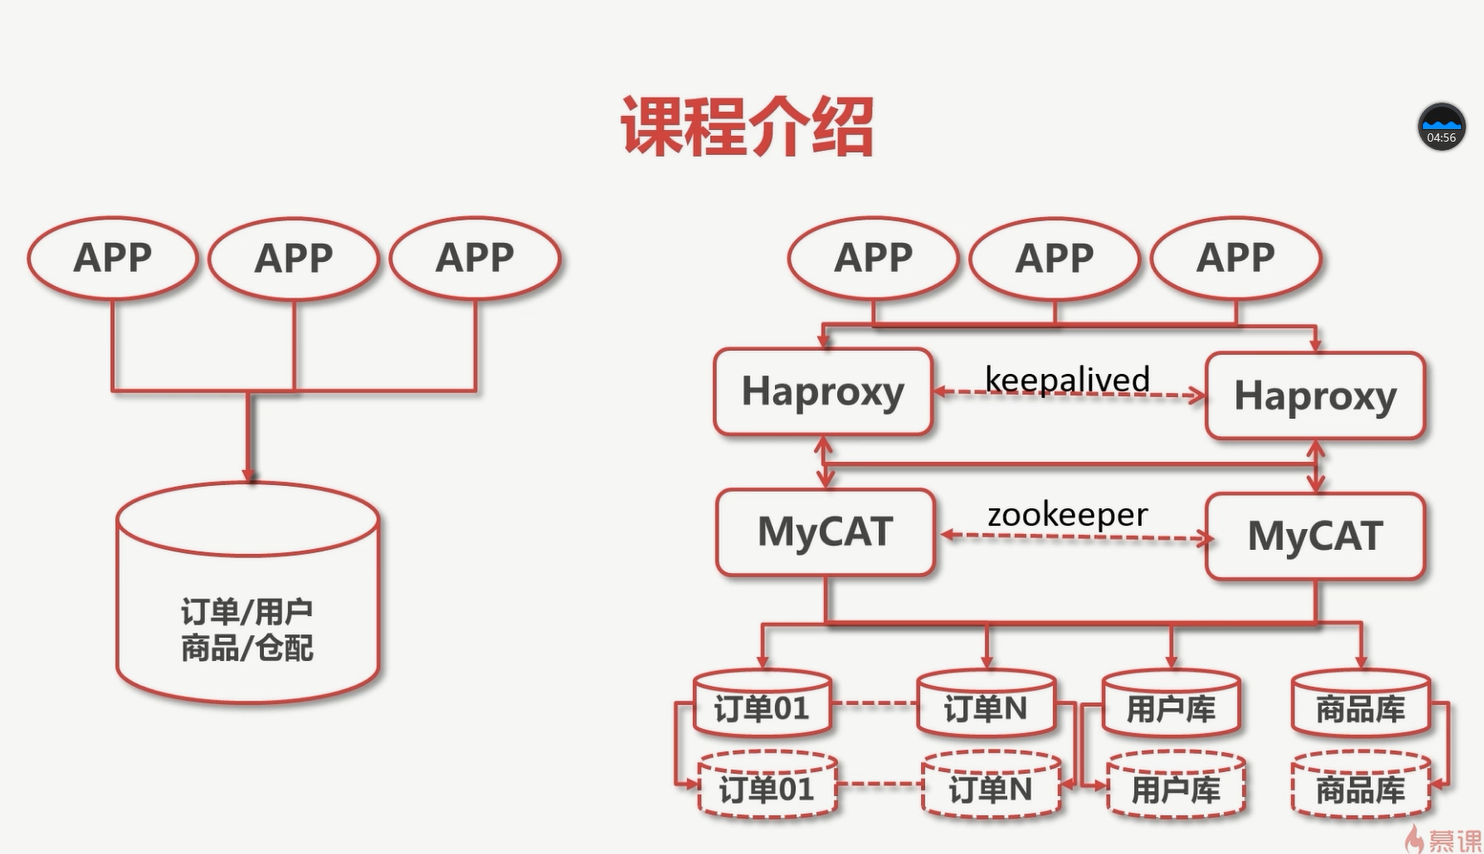 课程介绍
04:56
APP
APP
APP
订单/用户
商品/仓配
APP
APP
APP
Haproxy
keepalived
Haproxy
MyCAT
zookeeper
MyCAT
订单01
订单N
用户库
商品库
订单01
订单N
用户库
商品库
慕课